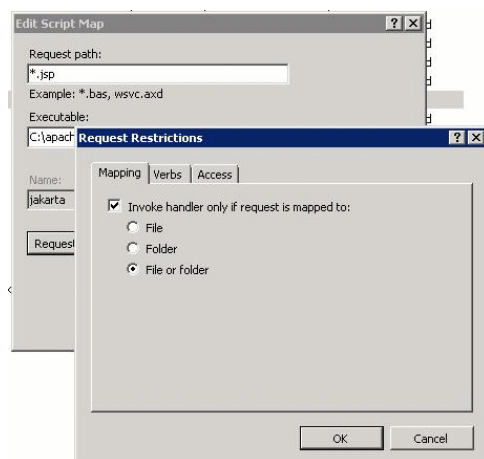 Edit Script Map
Request path:
*.jsp
Example: *.bas, wsvc.axd
Executable:
C:\apach
Name:
jakarta
Request
Request Restrictions
Mapping Verbs Access
Invoke handler only if request is mapped to:
File
Folder
File or folder
OK Cancel